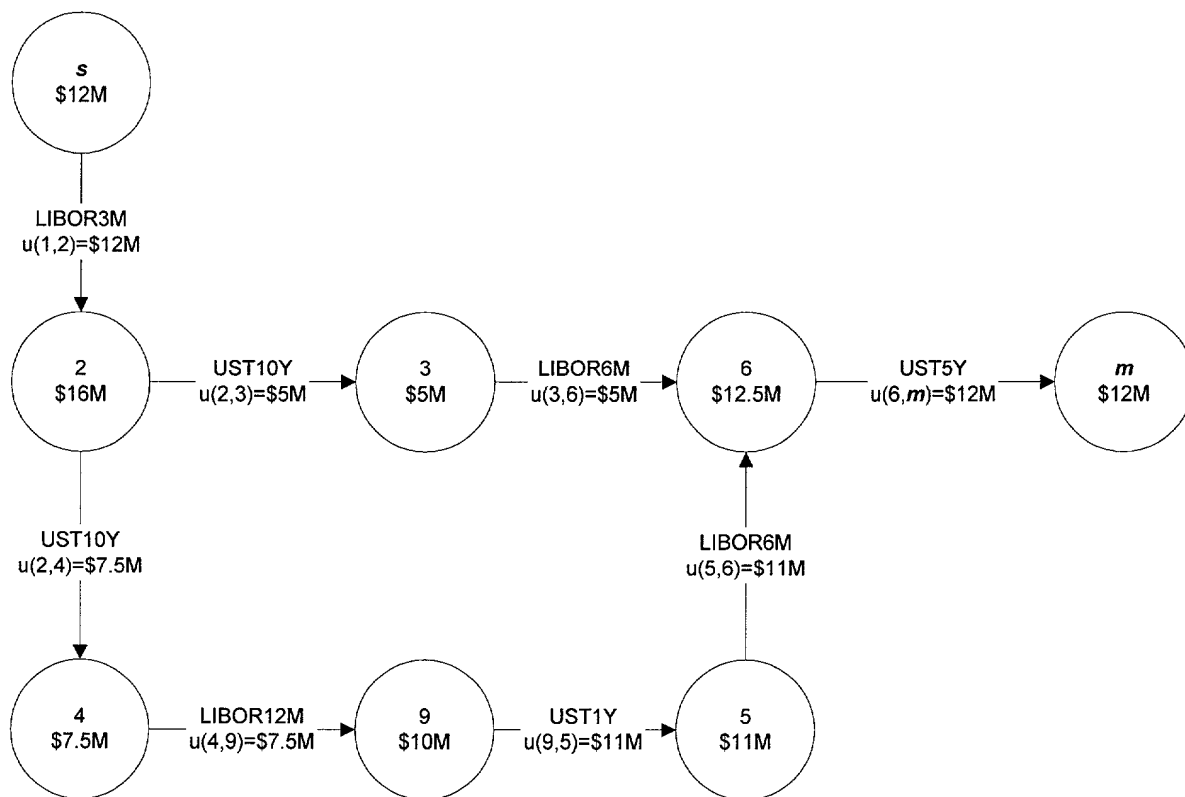 s
$12M
LIBOR3M
u(1,2)=$12M
2
$16M
UST10Y
u(2,3)=$5M
3
$5M
LIBOR6M
u(3,6)=$5M
6
$12.5M
UST5Y
u(6,m)=$12M
m
$12M
UST10Y
u(2,4)=$7.5M
LIBOR6M
u(5,6)=$11M
4
$7.5M
LIBOR12M
u(4,9)=$7.5M
9
$10M
UST1Y
u(9,5)=$11M
5
$11M